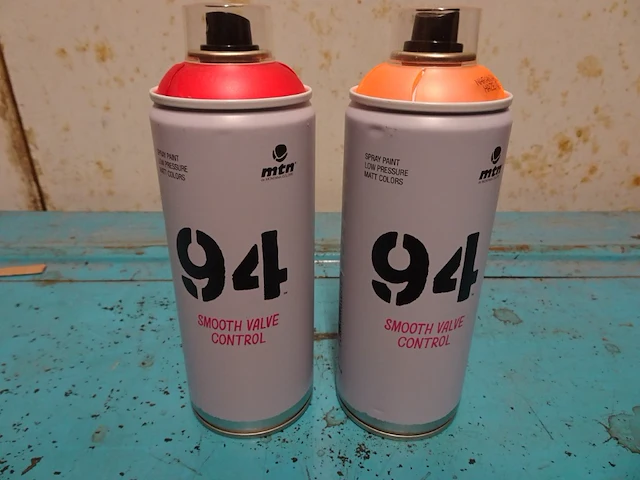 SPRAY PAINT
LOW PRESSURE
MATT COLORS
mtn
94
SMOOTH VALVE
CONTROL
SPRAY PAINT
LOW PRESSURE
MATT COLORS
mtn
94
SMOOTH VALVE
CONTROL